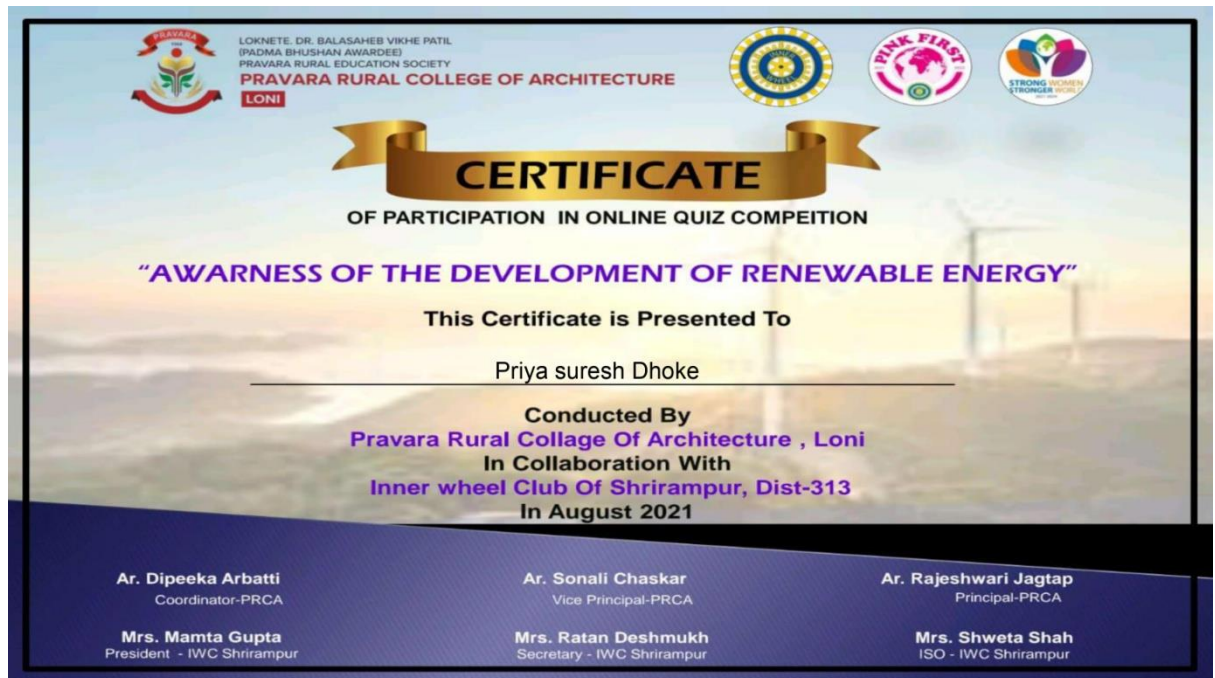 PRAVARA
LOKNETE. DR. BALASAHEB VIKHE PATIL
(PADMA BHUSHAN AWARDEE)
PRAVARA RURAL EDUCATION SOCIETY
PRAVARA RURAL COLLEGE OF ARCHITECTURE
LONI
INNER WHEEL
PINK FIRST
STRONG WOMEN
STRONGER WORLD
CERTIFICATE
OF PARTICIPATION IN ONLINE QUIZ COMPEITION
“AWARNESS OF THE DEVELOPMENT OF RENEWABLE ENERGY”
This Certificate is Presented To
Priya suresh Dhoke
Conducted By
Pravara Rural Collage Of Architecture , Loni
In Collaboration With
Inner wheel Club Of Shrirampur, Dist-313
In August 2021
Ar. Dipeeka Arbatti
Coordinator-PRCA
Ar. Sonali Chaskar
Vice Principal-PRCA
Ar. Rajeshwari Jagtap
Principal-PRCA
Mrs. Mamta Gupta
President - IWC Shrirampur
Mrs. Ratan Deshmukh
Secretary - IWC Shrirampur
Mrs. Shweta Shah
ISO - IWC Shrirampur